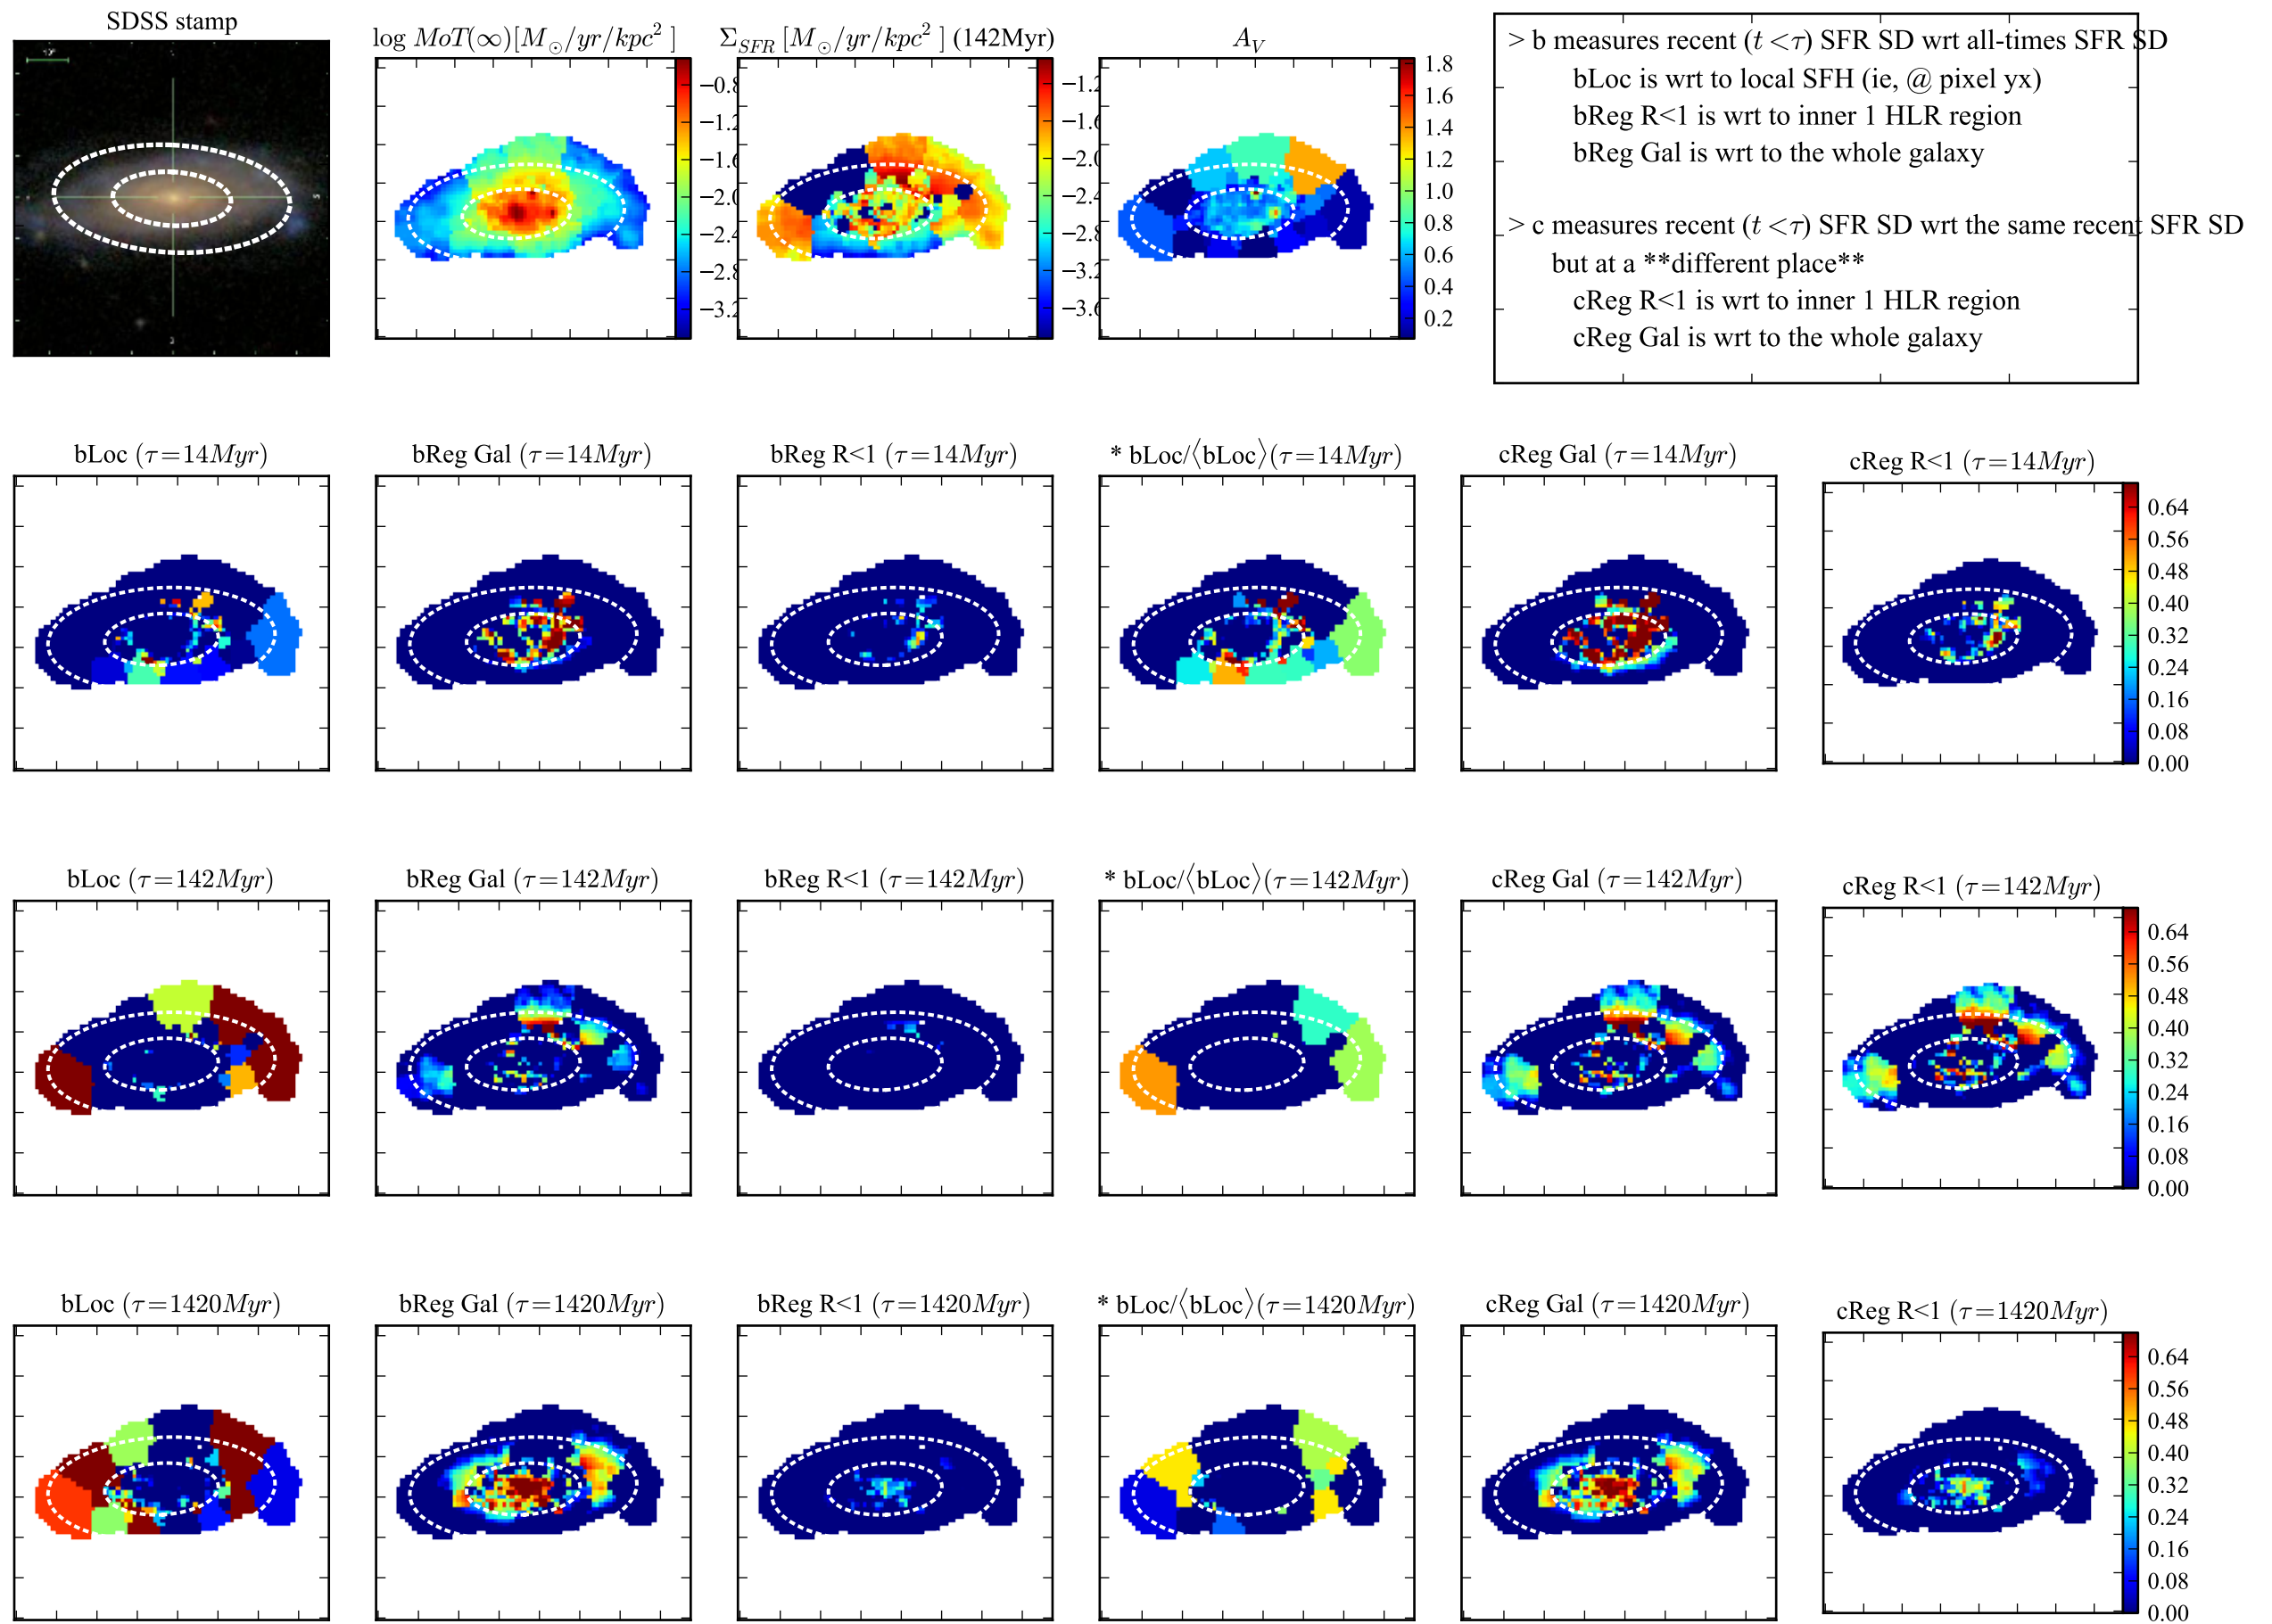 SDSS stamp
log MoT(∞)[M⊙/yr/kpc²]
Σ_SFR [M⊙/yr/kpc²] (142Myr)
A_V
−0.8
−1.2
−1.6
−2.0
−2.4
−2.8
−3.2
−1.2
−1.6
−2.0
−2.4
−2.8
−3.2
−3.6
1.8
1.6
1.4
1.2
1.0
0.8
0.6
0.4
0.2
> b measures recent (t < τ) SFR SD wrt all-times SFR SD
bLoc is wrt to local SFH (ie, @ pixel yx)
bReg R<1 is wrt to inner 1 HLR region
bReg Gal is wrt to the whole galaxy
> c measures recent (t < τ) SFR SD wrt the same recent SFR SD
but at a **different place**
cReg R<1 is wrt to inner 1 HLR region
cReg Gal is wrt to the whole galaxy
bLoc (τ=14Myr)
bReg Gal (τ=14Myr)
bReg R<1 (τ=14Myr)
* bLoc/⟨bLoc⟩(τ=14Myr)
cReg Gal (τ=14Myr)
cReg R<1 (τ=14Myr)
0.64
0.56
0.48
0.40
0.32
0.24
0.16
0.08
0.00
bLoc (τ=142Myr)
bReg Gal (τ=142Myr)
bReg R<1 (τ=142Myr)
* bLoc/⟨bLoc⟩(τ=142Myr)
cReg Gal (τ=142Myr)
cReg R<1 (τ=142Myr)
0.64
0.56
0.48
0.40
0.32
0.24
0.16
0.08
0.00
bLoc (τ=1420Myr)
bReg Gal (τ=1420Myr)
bReg R<1 (τ=1420Myr)
* bLoc/⟨bLoc⟩(τ=1420Myr)
cReg Gal (τ=1420Myr)
cReg R<1 (τ=1420Myr)
0.64
0.56
0.48
0.40
0.32
0.24
0.16
0.08
0.00